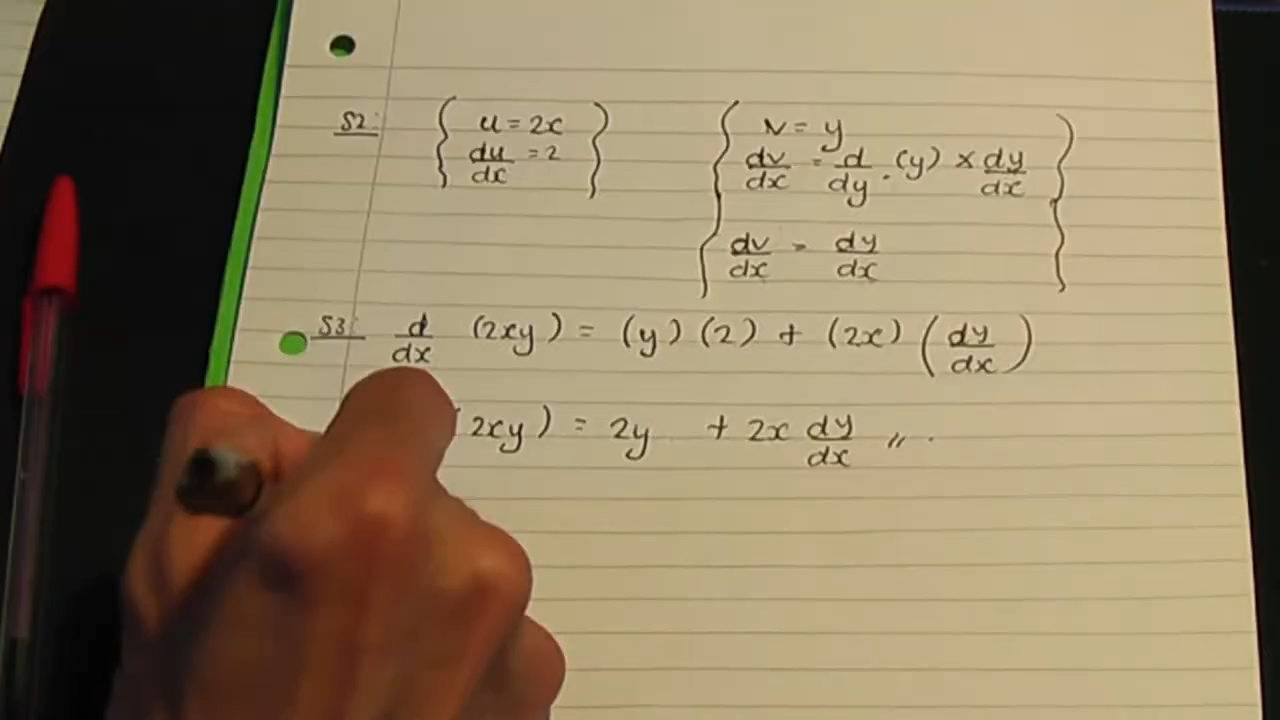 S2:
u = 2x
du/dx = 2
v = y
dv/dx = d/dy . (y) × dy/dx
dv/dx = dy/dx
S3: d/dx (2xy) = (y) (2) + (2x) (dy/dx)
(2xy) = 2y + 2x dy/dx //.